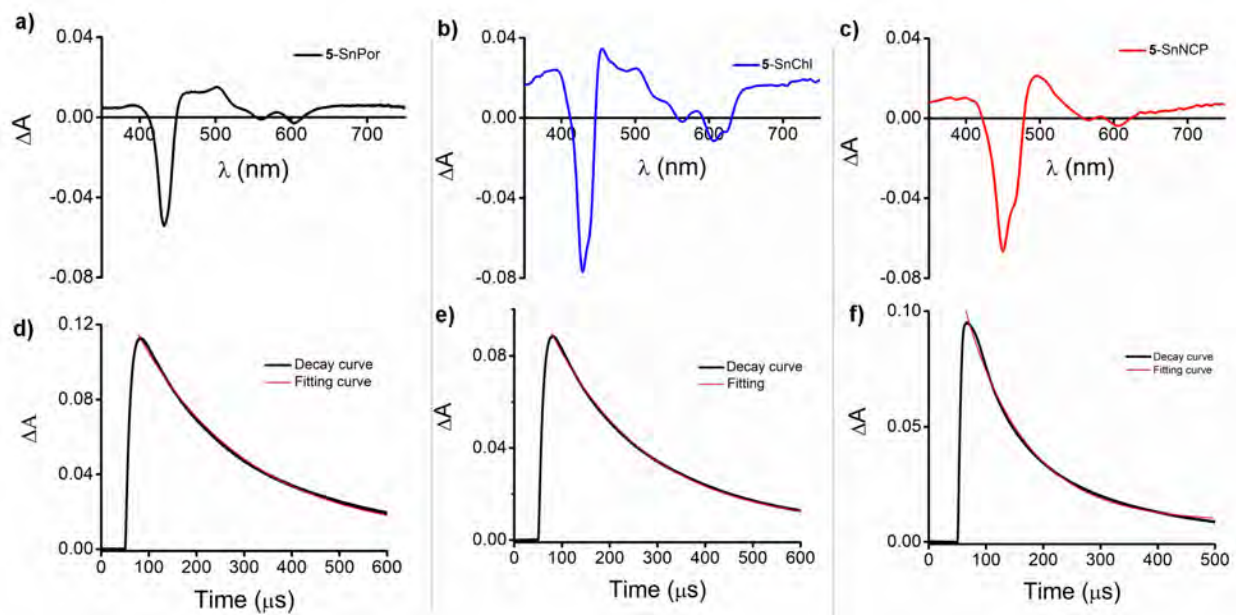 a)
0.04
5-SnPor
0.00
400 500 600 700
λ (nm)
ΔA
-0.04
-0.08
b)
0.04
5-SnChl
0.00
400 500 600 700
λ (nm)
ΔA
-0.04
-0.08
c)
0.04
5-SnNCP
0.00
400 500 600 700
λ (nm)
ΔA
-0.04
-0.08
d)
0.12
Decay curve
Fitting curve
0.08
ΔA
0.04
0.00
0 100 200 300 400 500 600
Time (μs)
e)
0.08
Decay curve
Fitting
ΔA
0.04
0.00
0 100 200 300 400 500 600
Time (μs)
f)
0.10
Decay curve
Fitting curve
ΔA
0.05
0.00
0 100 200 300 400 500
Time (μs)